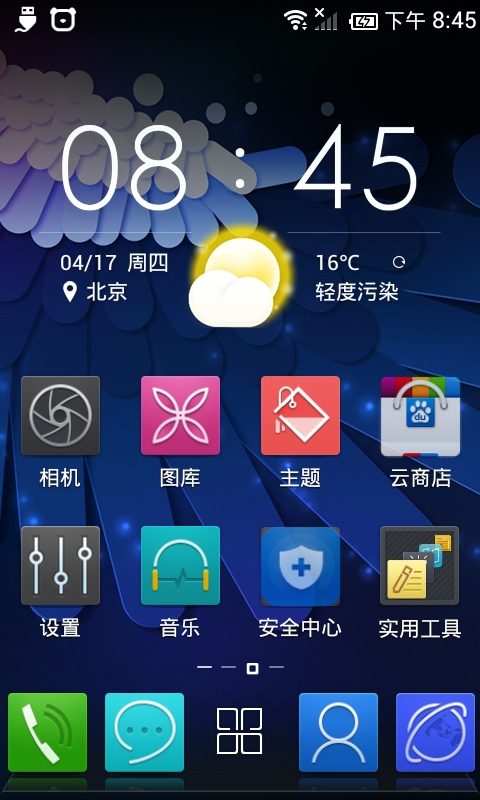 下午 8:45
08 : 45
04/17 周四
16℃
北京
轻度污染
du
相机
图库
主题
云商店
设置
音乐
安全中心
实用工具